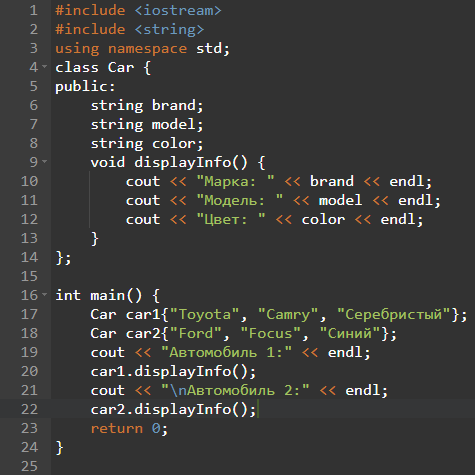 1 #include <iostream>
2 #include <string>
3 using namespace std;
4 class Car {
5 public:
6     string brand;
7     string model;
8     string color;
9     void displayInfo() {
10         cout << "Марка: " << brand << endl;
11         cout << "Модель: " << model << endl;
12         cout << "Цвет: " << color << endl;
13     }
14 };
15
16 int main() {
17     Car car1{"Toyota", "Camry", "Серебристый"};
18     Car car2{"Ford", "Focus", "Синий"};
19     cout << "Автомобиль 1:" << endl;
20     car1.displayInfo();
21     cout << "\nАвтомобиль 2:" << endl;
22     car2.displayInfo();
23     return 0;
24 }
25